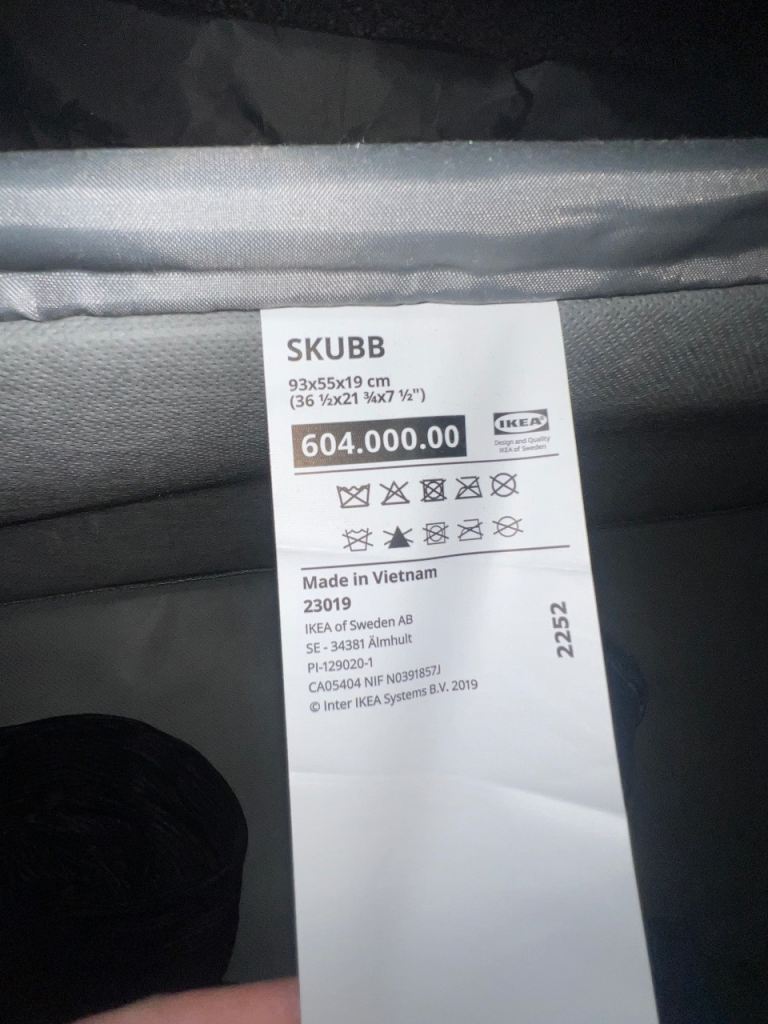 SKUBB
93x55x19 cm
(36 ½x21 ¾x7 ½")
604.000.00
IKEA®
Design and Quality
IKEA of Sweden
Made in Vietnam
23019
IKEA of Sweden AB
SE - 34381 Älmhult
PI-129020-1
CA05404 NIF N0391857J
© Inter IKEA Systems B.V. 2019
2252